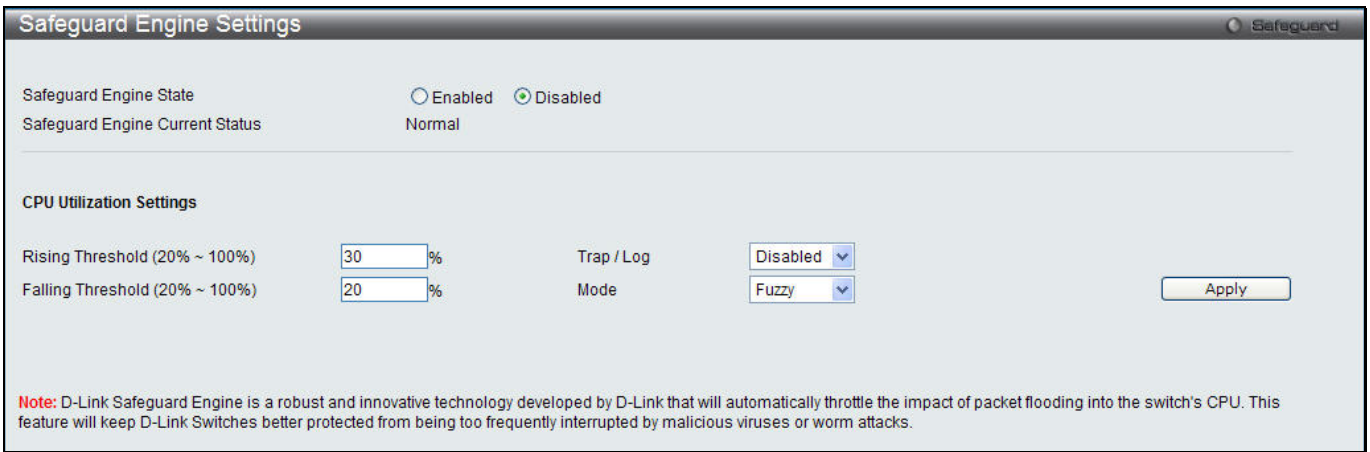 Safeguard Engine Settings
Safeguard
Safeguard Engine State Enabled Disabled
Safeguard Engine Current Status Normal
CPU Utilization Settings
Rising Threshold (20% ~ 100%) 30 % Trap / Log Disabled
Falling Threshold (20% ~ 100%) 20 % Mode Fuzzy Apply
Note: D-Link Safeguard Engine is a robust and innovative technology developed by D-Link that will automatically throttle the impact of packet flooding into the switch's CPU. This
feature will keep D-Link Switches better protected from being too frequently interrupted by malicious viruses or worm attacks.